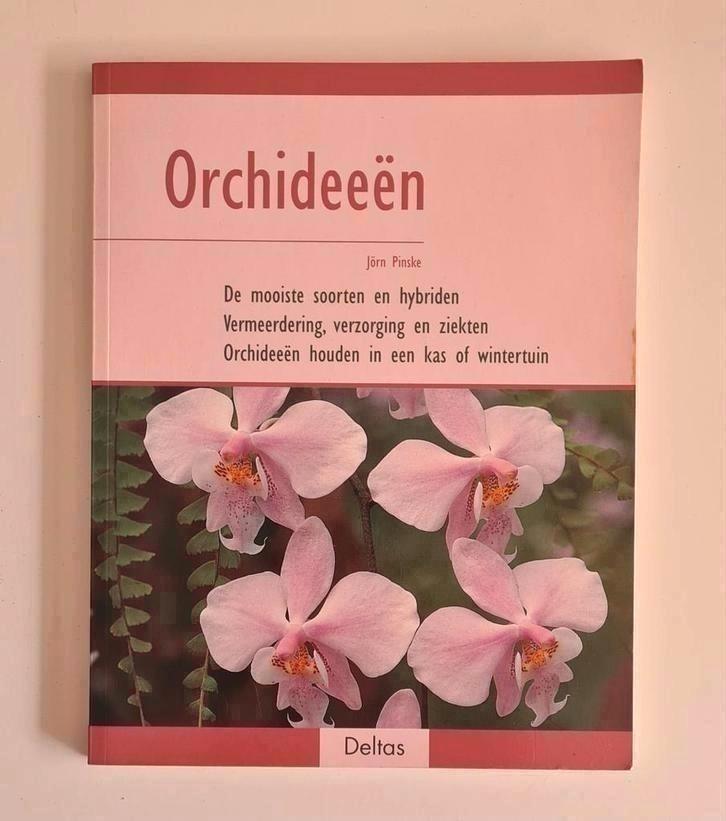 Orchideeën
Jörn Pinske
De mooiste soorten en hybriden
Vermeerdering, verzorging en ziekten
Orchideeën houden in een kas of wintertuin
Deltas